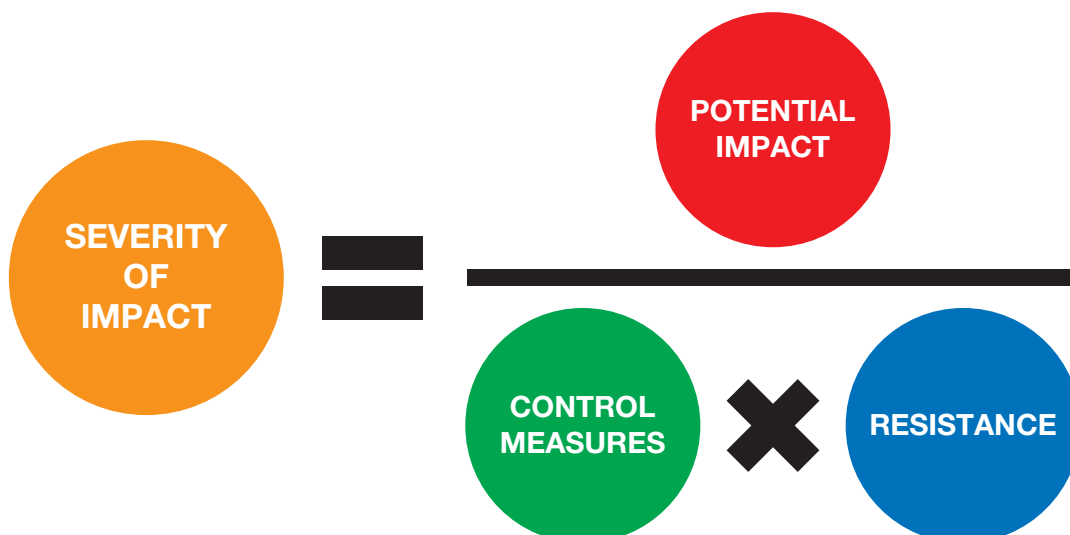 SEVERITY
OF
IMPACT
POTENTIAL
IMPACT
CONTROL
MEASURES
RESISTANCE